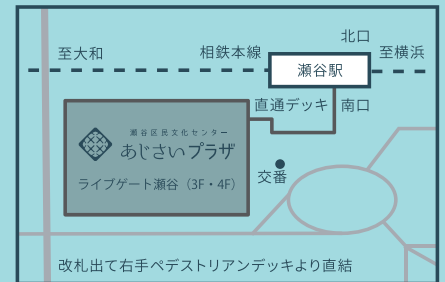 北口
至大和
相鉄本線
瀬谷駅
至横浜
直通デッキ
南口
瀬谷区民文化センター
あじさいプラザ
ライブゲート瀬谷（3F・4F）
交番
改札出て右手ペデストリアンデッキより直結